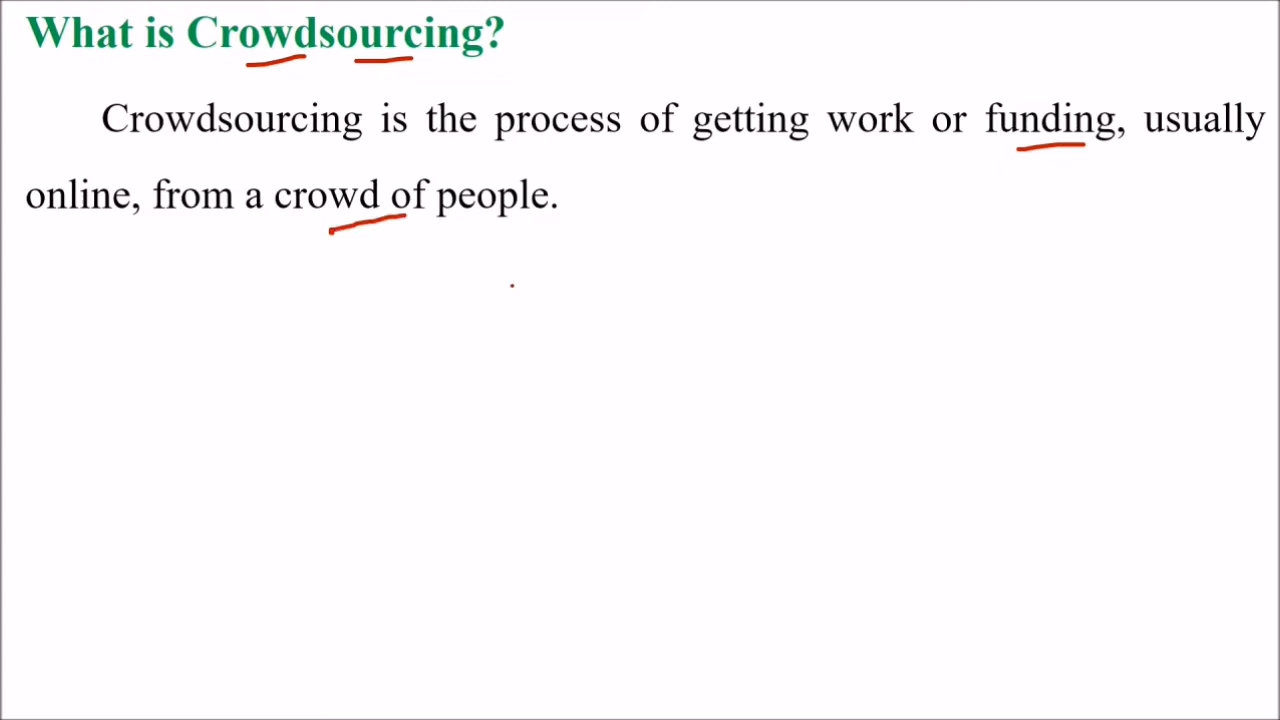 What is Crowdsourcing?
Crowdsourcing is the process of getting work or funding, usually
online, from a crowd of people.